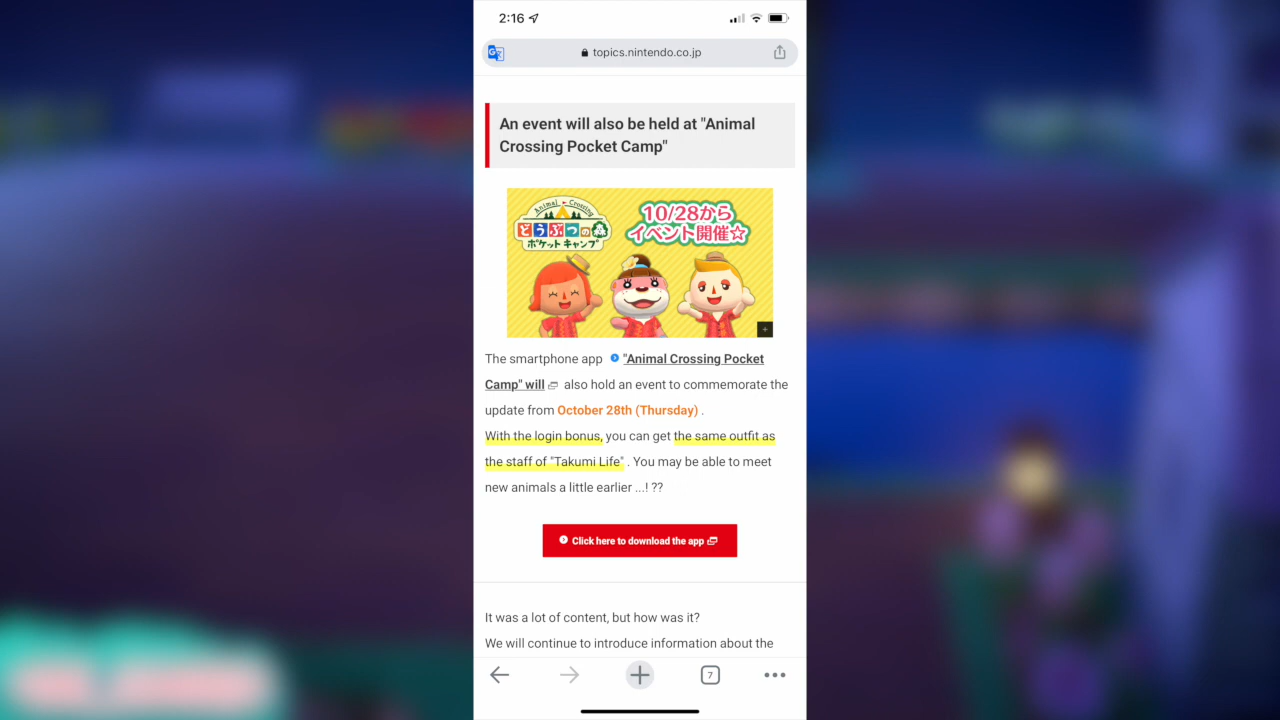 2:16
topics.nintendo.co.jp
An event will also be held at "Animal
Crossing Pocket Camp"
Animal Crossing
どうぶつの森
ポケットキャンプ
10/28から
イベント開催☆
The smartphone app "Animal Crossing Pocket
Camp" will also hold an event to commemorate the
update from October 28th (Thursday) .
With the login bonus, you can get the same outfit as
the staff of "Takumi Life" . You may be able to meet
new animals a little earlier ...! ??
Click here to download the app
It was a lot of content, but how was it?
We will continue to introduce information about the
7